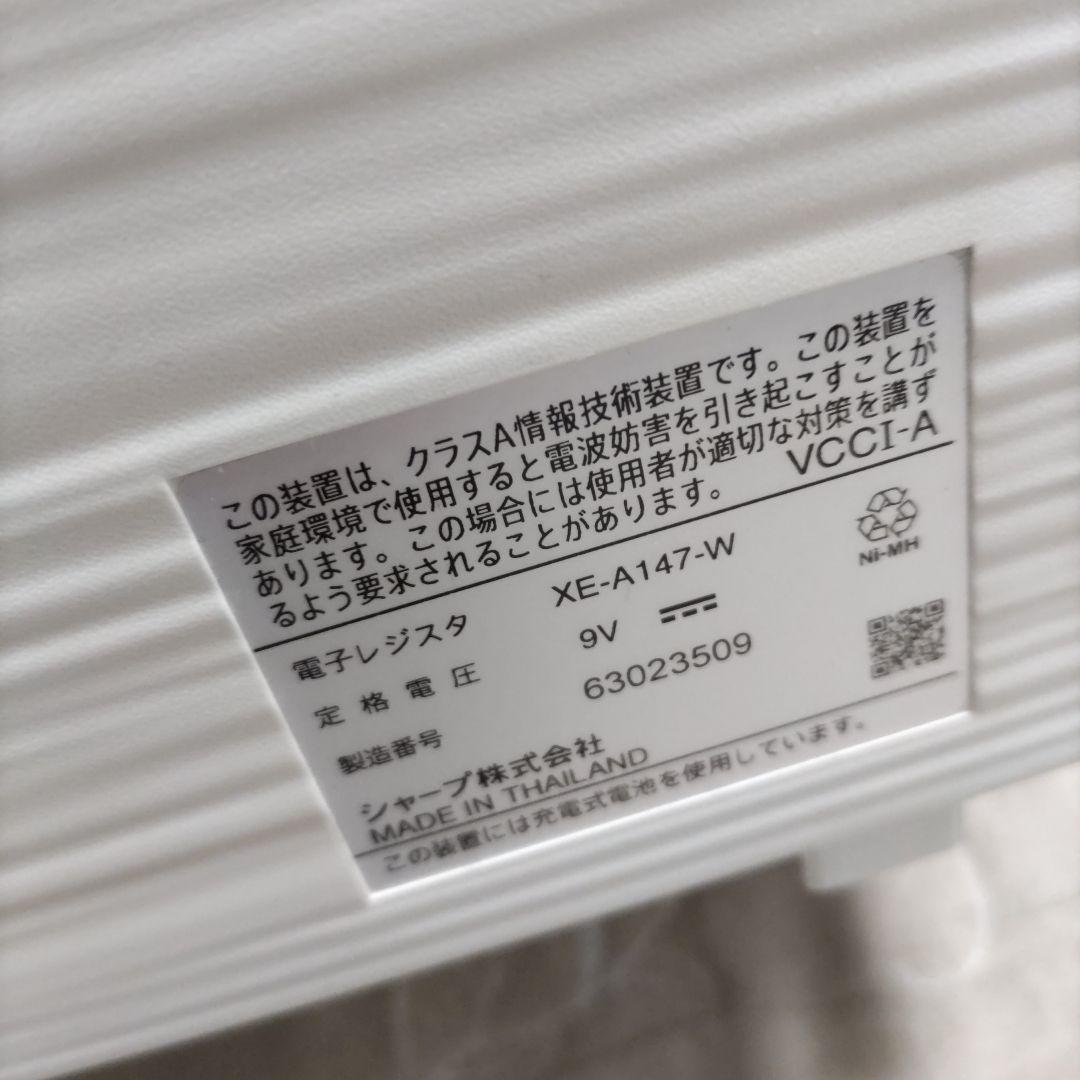 この装置は、クラスA情報技術装置です。この装置を
家庭環境で使用すると電波妨害を引き起こすことが
あります。この場合には使用者が適切な対策を講ず
るよう要求されることがあります。
VCCI-A
電子レジスタ XE-A147-W
定格電圧 9V
製造番号 63023509
Ni-MH
シャープ株式会社
MADE IN THAILAND
この装置には充電式電池を使用しています。